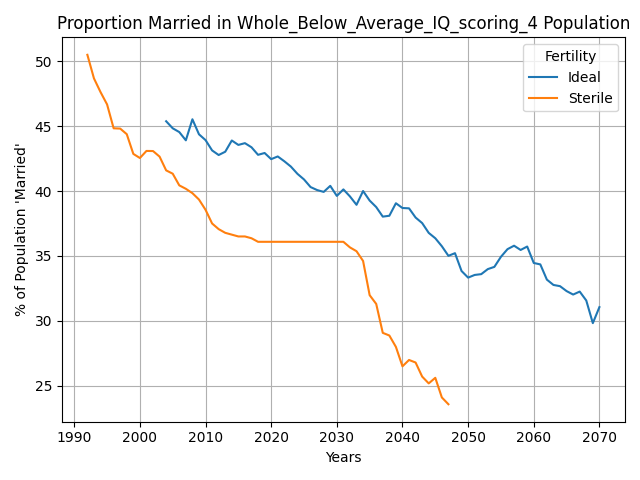 Proportion Married in Whole_Below_Average_IQ_scoring_4 Population
% of Population 'Married'
50
45
40
35
30
25
Fertility
Ideal
Sterile
1990 2000 2010 2020 2030 2040 2050 2060 2070
Years